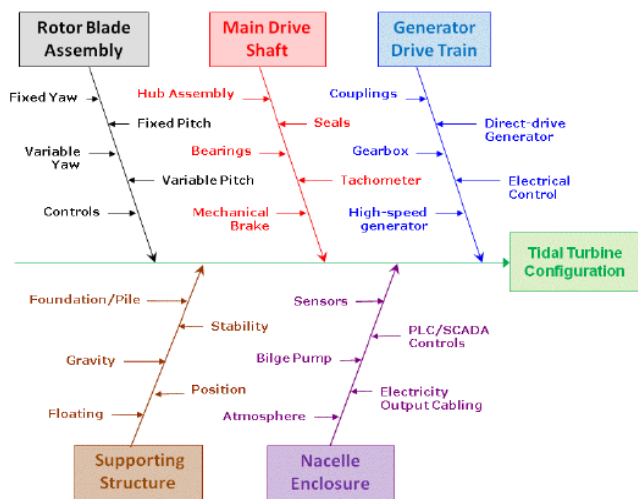 Rotor Blade
Assembly
Main Drive
Shaft
Generator
Drive Train
Fixed Yaw
Fixed Pitch
Variable
Yaw
Variable Pitch
Controls
Hub Assembly
Seals
Bearings
Tachometer
Mechanical
Brake
Couplings
Direct-drive
Generator
Gearbox
Electrical
Control
High-speed
generator
Tidal Turbine
Configuration
Foundation/Pile
Stability
Gravity
Position
Floating
Sensors
PLC/SCADA
Controls
Bilge Pump
Electricity
Output Cabling
Atmosphere
Supporting
Structure
Nacelle
Enclosure